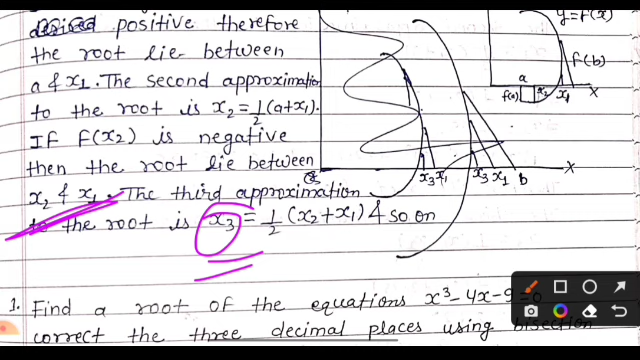 desired positive therefore
the root lie between
a & x₁. The second approximation
to the root is x₂ = 1/2 (a+x₁).
If F(x₂) is negative
then the root lie between
x₂ & x₁. The third approximation
to the root is x₃ = 1/2 (x₂ + x₁) & so on
y=F(x)
F(b)
a
f(a)
x₂
x₁
X
x₃ x₁ x₃ x₁ b X
1. Find a root of the equations x³ - 4x - 9 = 0
correct the three decimal places using bisection